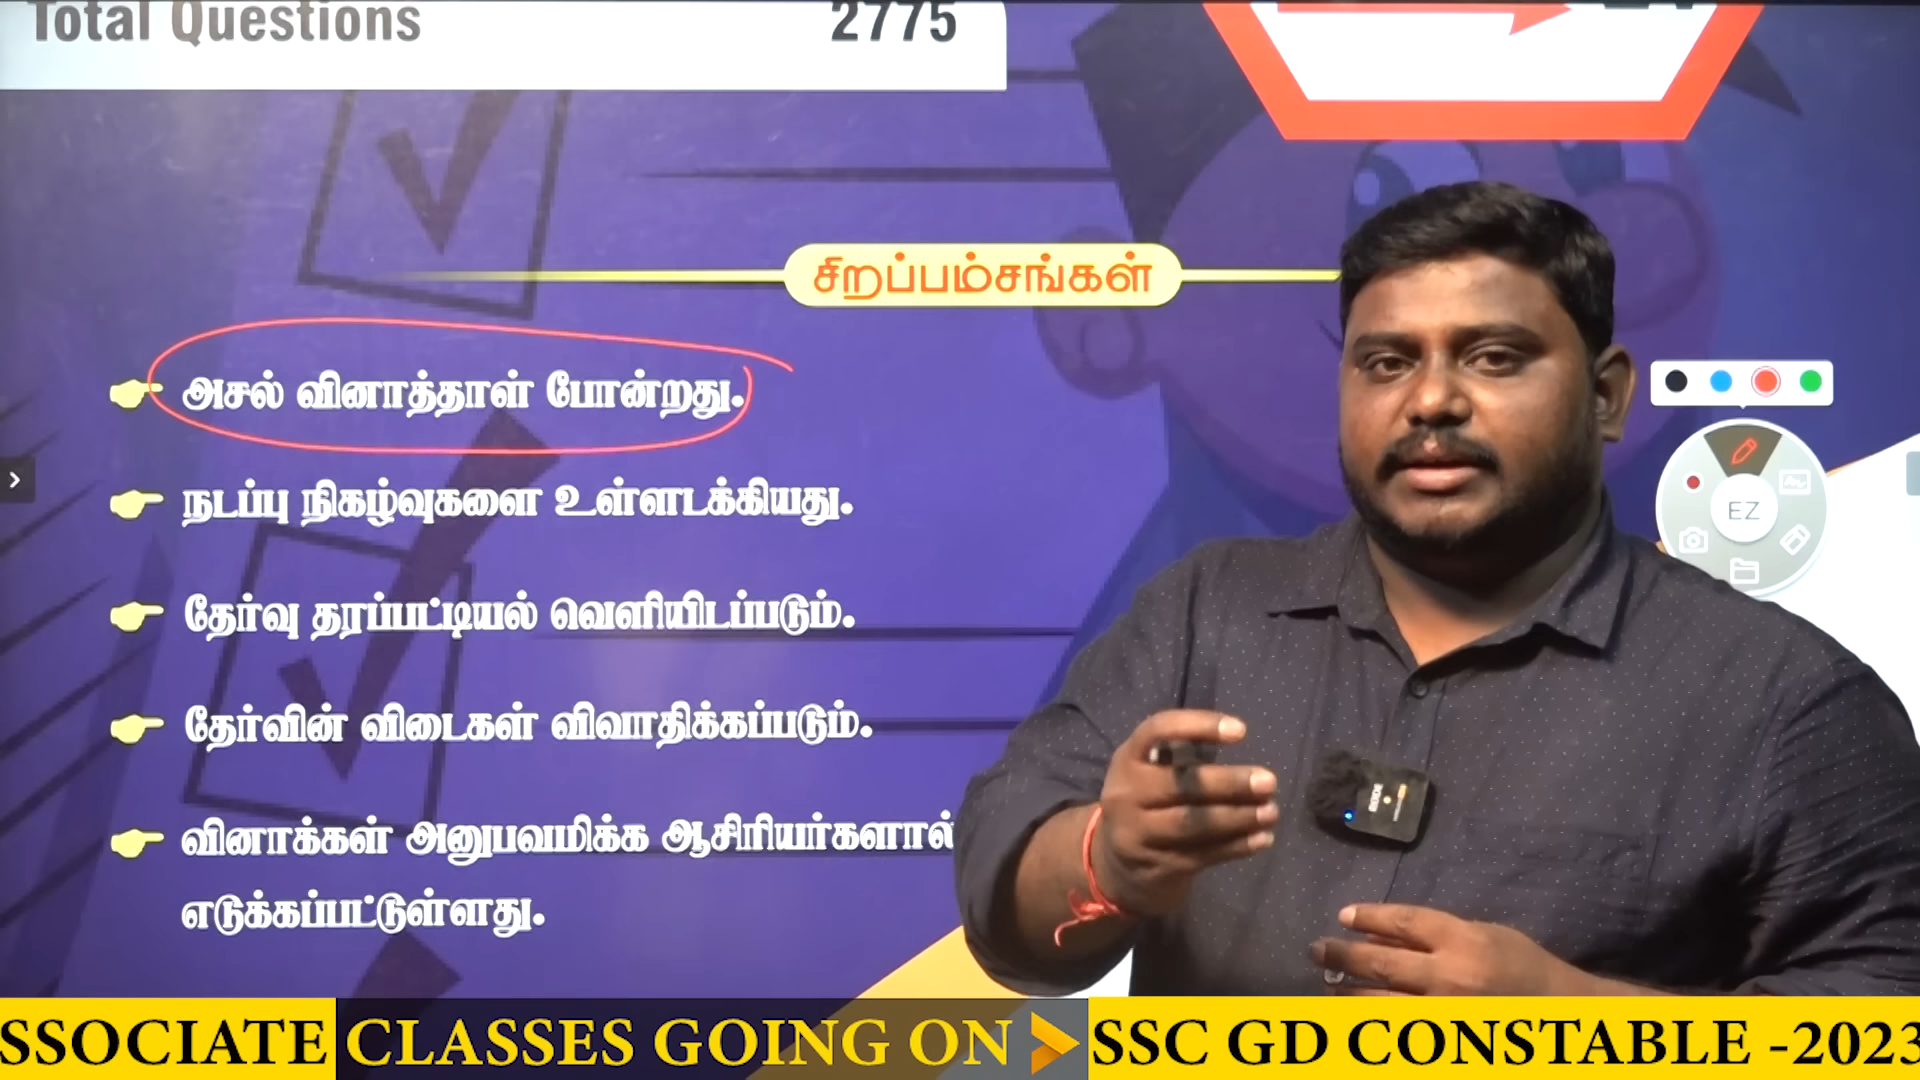 Total Questions 2775
சிறப்பம்சங்கள்
அசல் வினாத்தாள் போன்றது.
நடப்பு நிகழ்வுகளை உள்ளடக்கியது.
தேர்வு தரப்பட்டியல் வெளியிடப்படும்.
தேர்வின் விடைகள் விவாதிக்கப்படும்.
வினாக்கள் அனுபவமிக்க ஆசிரியர்களால்
எடுக்கப்பட்டுள்ளது.
EZ
RODE
SSOCIATE CLASSES GOING ON SSC GD CONSTABLE -2023